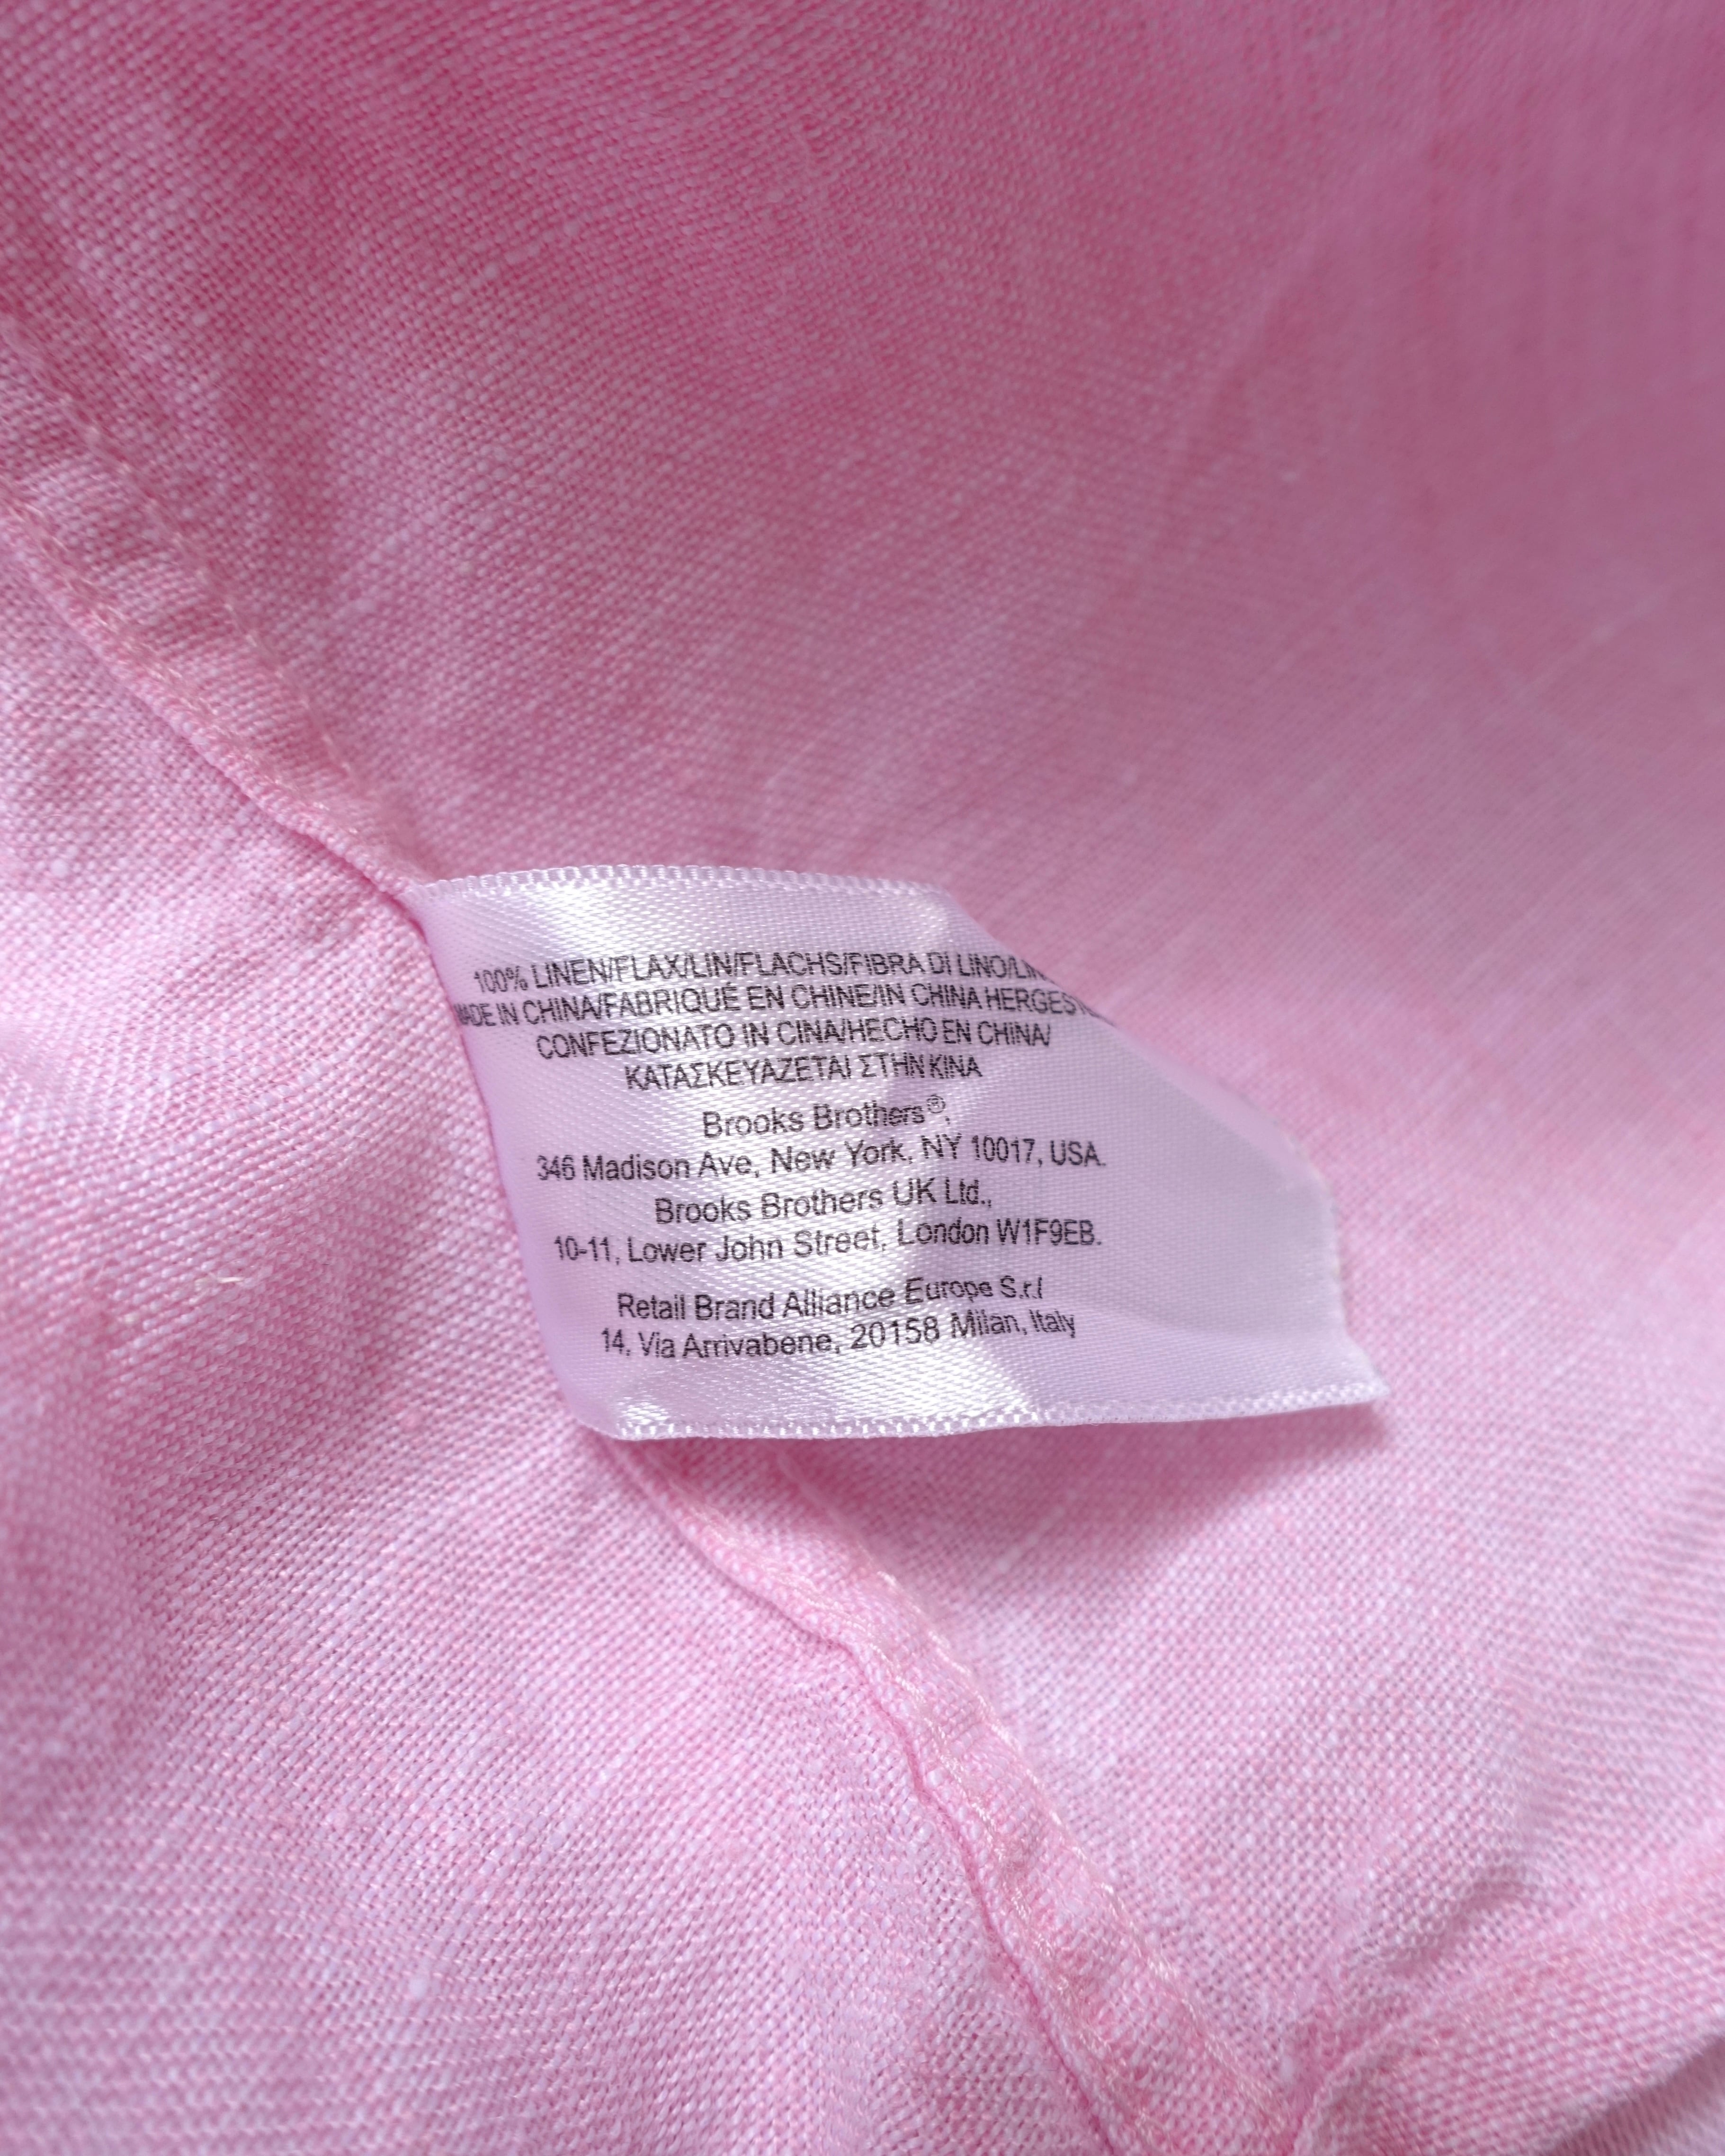 100% LINEN/FLAX/LIN/FLACHS/FIBRA DI LINO/
MADE IN CHINA/FABRIQUÉ EN CHINE/IN CHINA
CONFEZIONATO IN CINA/HECHO EN CHINA/
ΚΑΤΑΣΚΕΥΑΖΕΤΑΙ ΣΤΗΝ ΚΙΝΑ
Brooks Brothers®,
346 Madison Ave, New York, NY 10017, USA.
Brooks Brothers UK Ltd.,
10-11, Lower John Street, London W1F9EB.
Retail Brand Alliance Europe S.r.l
14, Via Arrivabene, 20158 Milan, Italy